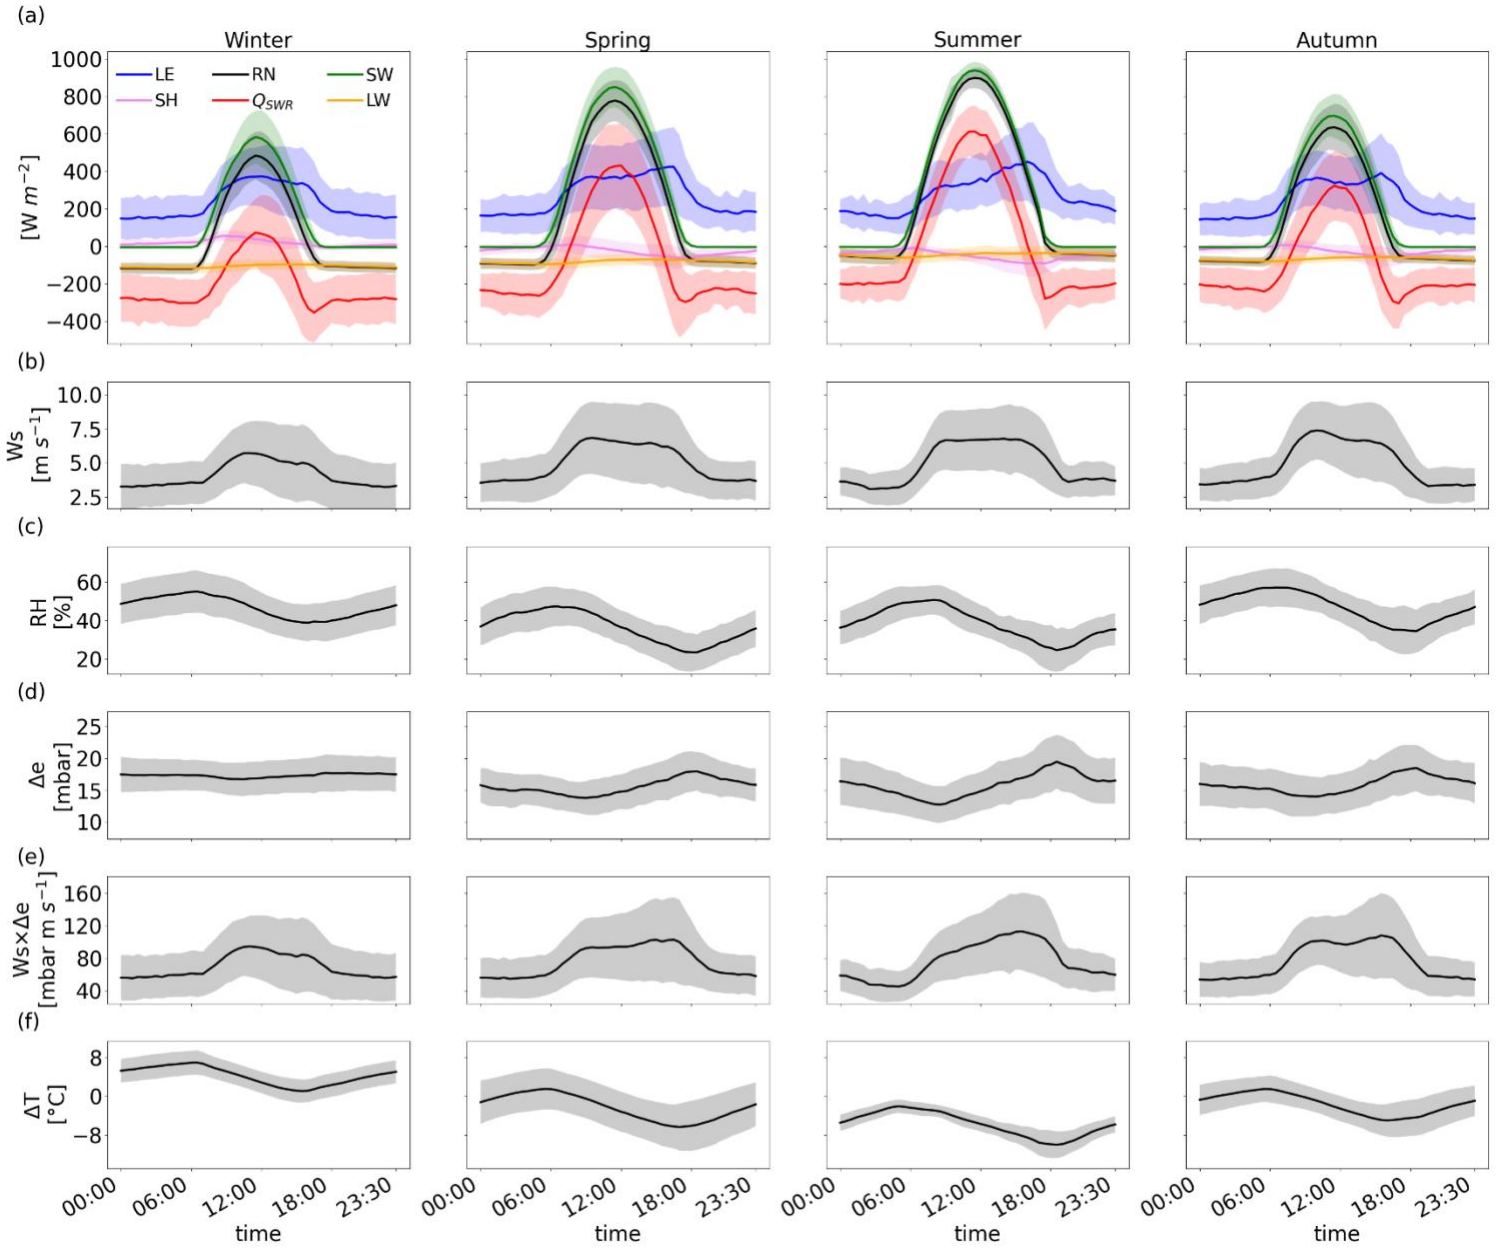 (a)
Winter Spring Summer Autumn
1000
800
600
400
200
0
−200
−400
[W m⁻²]
LE RN SW
SH Q_SWR LW
(b)
10.0
7.5
5.0
2.5
Ws
[m s⁻¹]
(c)
60
40
20
RH
[%]
(d)
25
20
15
10
Δe
[mbar]
(e)
160
120
80
40
Ws×Δe
[mbar m s⁻¹]
(f)
8
0
−8
ΔT
[°C]
00:00 06:00 12:00 18:00 23:30 00:00 06:00 12:00 18:00 23:30 00:00 06:00 12:00 18:00 23:30 00:00 06:00 12:00 18:00 23:30
time time time time